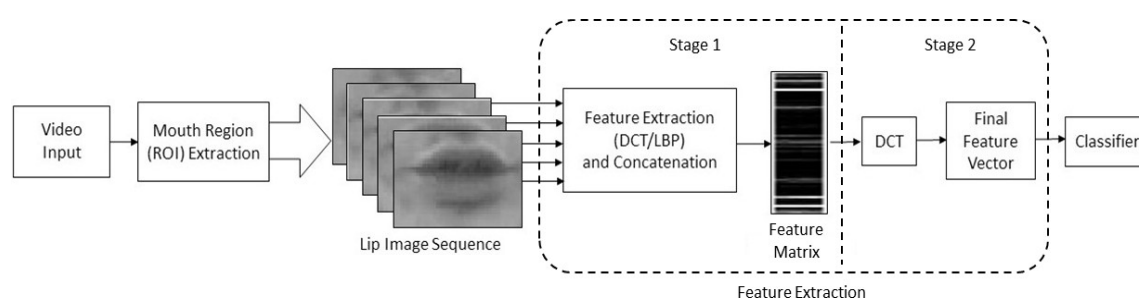 Stage 1
Stage 2
Video
Input
Mouth Region
(ROI) Extraction
Lip Image Sequence
Feature Extraction
(DCT/LBP)
and Concatenation
Feature
Matrix
DCT
Final
Feature
Vector
Classifier
Feature Extraction